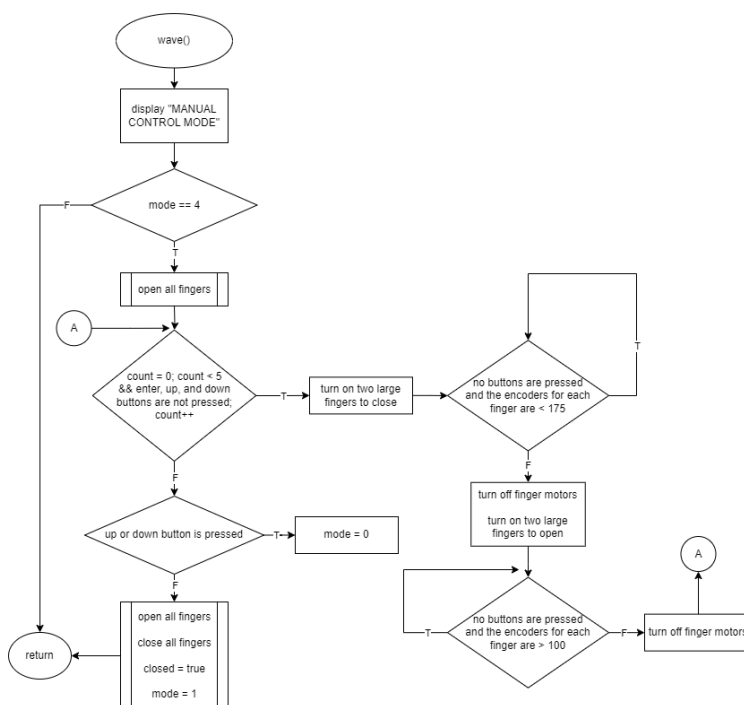 wave()
display "MANUAL
CONTROL MODE"
mode == 4
F
T
open all fingers
A
count = 0; count < 5
&& enter, up, and down
buttons are not pressed;
count++
T
turn on two large
fingers to close
no buttons are pressed
and the encoders for each
finger are < 175
T
F
F
turn off finger motors
turn on two large
fingers to open
up or down button is pressed
T
mode = 0
A
F
open all fingers
close all fingers
closed = true
mode = 1
return
no buttons are pressed
and the encoders for each
finger are > 100
T
F
turn off finger motors